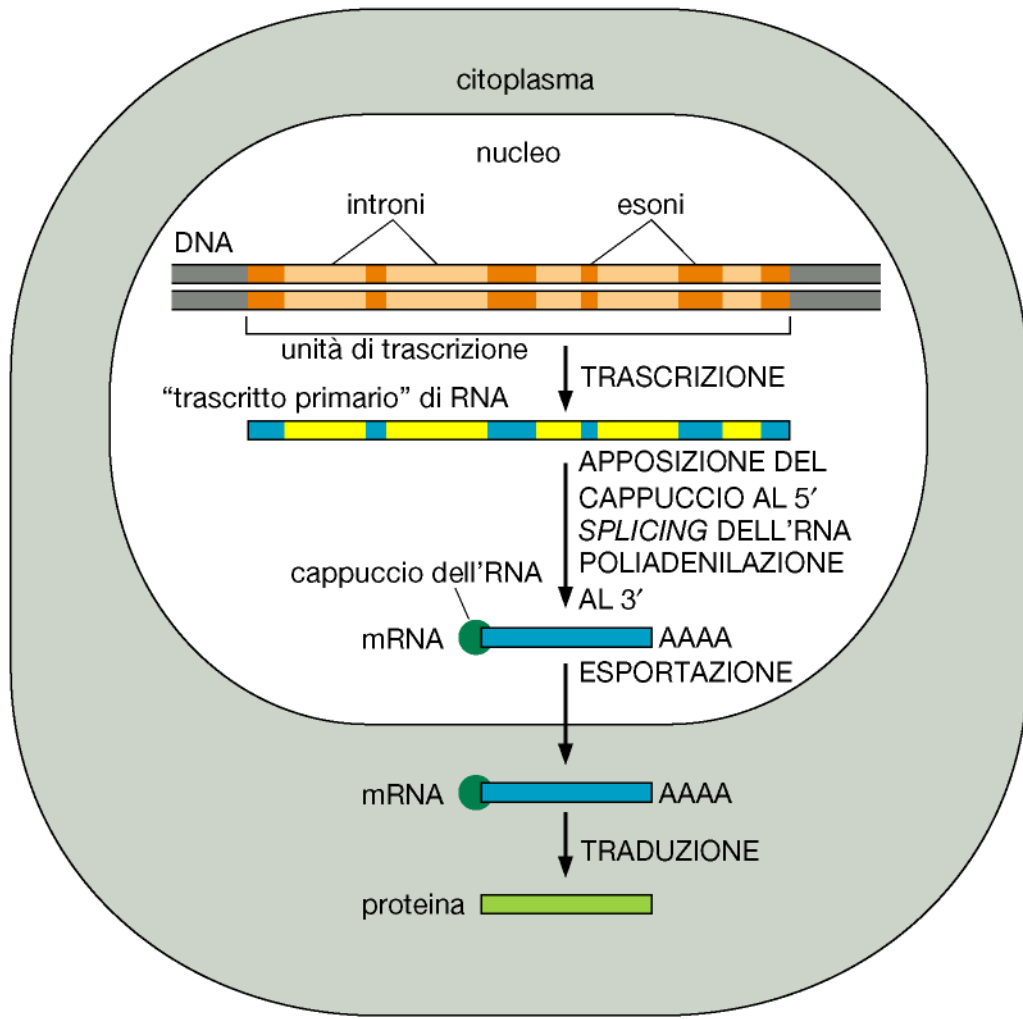 citoplasma
nucleo
introni
esoni
DNA
unità di trascrizione
TRASCRIZIONE
“trascritto primario” di RNA
APPOSIZIONE DEL
CAPPUCCIO AL 5′
SPLICING DELL’RNA
POLIADENILAZIONE
AL 3′
cappuccio dell’RNA
mRNA
AAAA
ESPORTAZIONE
mRNA
AAAA
TRADUZIONE
proteina